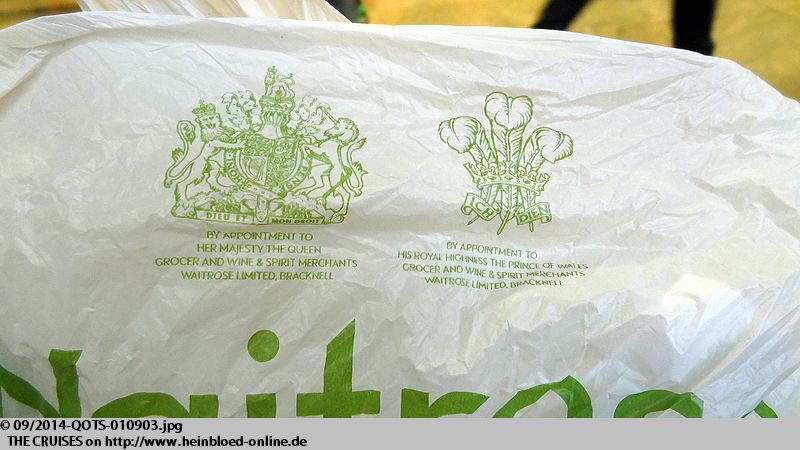 DIEU ET MON DROIT
BY APPOINTMENT TO
HER MAJESTY THE QUEEN
GROCER AND WINE & SPIRIT MERCHANTS
WAITROSE LIMITED, BRACKNELL
ICH DIEN
BY APPOINTMENT TO
HIS ROYAL HIGHNESS THE PRINCE OF WALES
GROCER AND WINE & SPIRIT MERCHANTS
WAITROSE LIMITED, BRACKNELL
Waitrose
© 09/2014-QOTS-010903.jpg
THE CRUISES on http://www.heinbloed-online.de